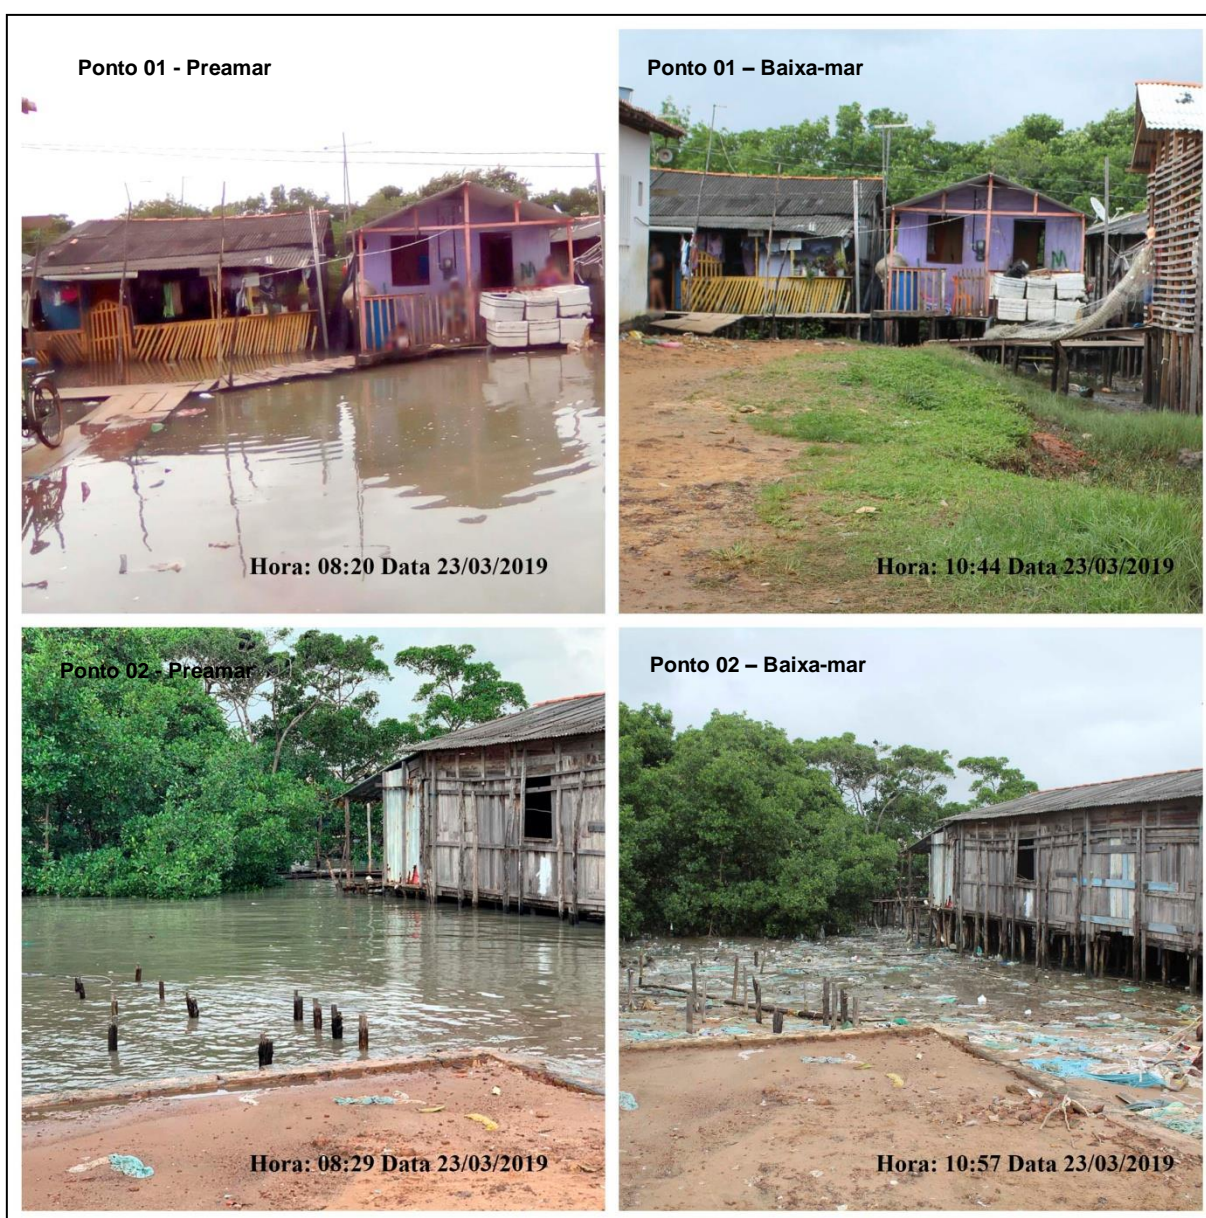 Ponto 01 - Preamar
Ponto 01 – Baixa-mar
M
M
Hora: 08:20 Data 23/03/2019
Hora: 10:44 Data 23/03/2019
Ponto 02 - Preamar
Ponto 02 – Baixa-mar
Hora: 08:29 Data 23/03/2019
Hora: 10:57 Data 23/03/2019